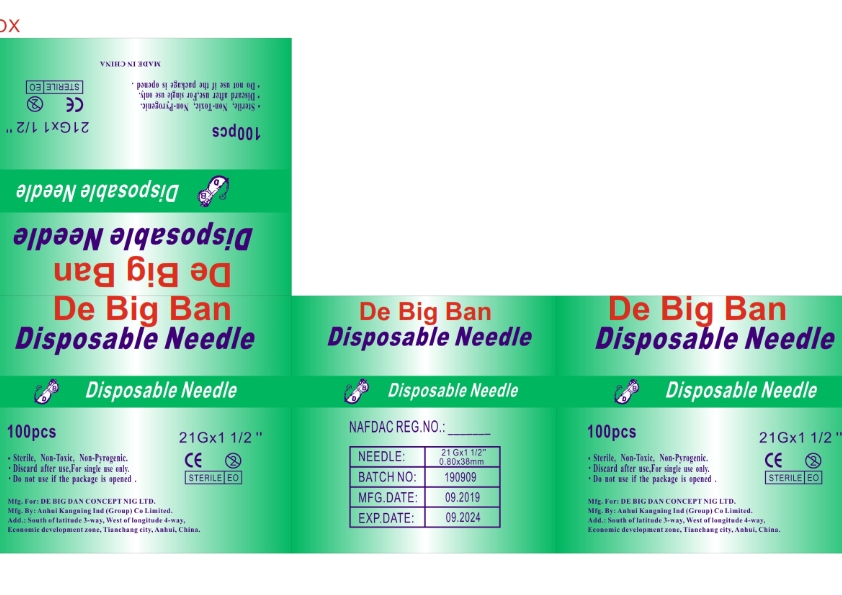 OX
MADE IN CHINA
· Do not use if the package is opened .
· Discard after use,For single use only.
· Sterile, Non-Toxic, Non-Pyrogenic.
STERILE EO
CE
2
21Gx1 1/2 "
100pcs
Disposable Needle
Disposable Needle
De Big Ban
De Big Ban
Disposable Needle
Disposable Needle
100pcs
21Gx1 1/2 "
· Sterile, Non-Toxic, Non-Pyrogenic.
· Discard after use,For single use only.
· Do not use if the package is opened .
CE
2
STERILE EO
Mfg. For: DE BIG DAN CONCEPT NIG LTD.
Mfg. By: Anhui Kangning Ind (Group) Co Limited.
Add.: South of latitude 3-way, West of longitude 4-way,
Economic development zone, Tianchang city, Anhui, China.
De Big Ban
Disposable Needle
Disposable Needle
NAFDAC REG.NO.: ______
NEEDLE: 21 Gx1 1/2"
0.80x38mm
BATCH NO: 190909
MFG.DATE: 09.2019
EXP.DATE: 09.2024
De Big Ban
Disposable Needle
Disposable Needle
100pcs
21Gx1 1/2 "
· Sterile, Non-Toxic, Non-Pyrogenic.
· Discard after use,For single use only.
· Do not use if the package is opened .
CE
2
STERILE EO
Mfg. For: DE BIG DAN CONCEPT NIG LTD.
Mfg. By: Anhui Kangning Ind (Group) Co Limited.
Add.: South of latitude 3-way, West of longitude 4-way,
Economic development zone, Tianchang city, Anhui, China.